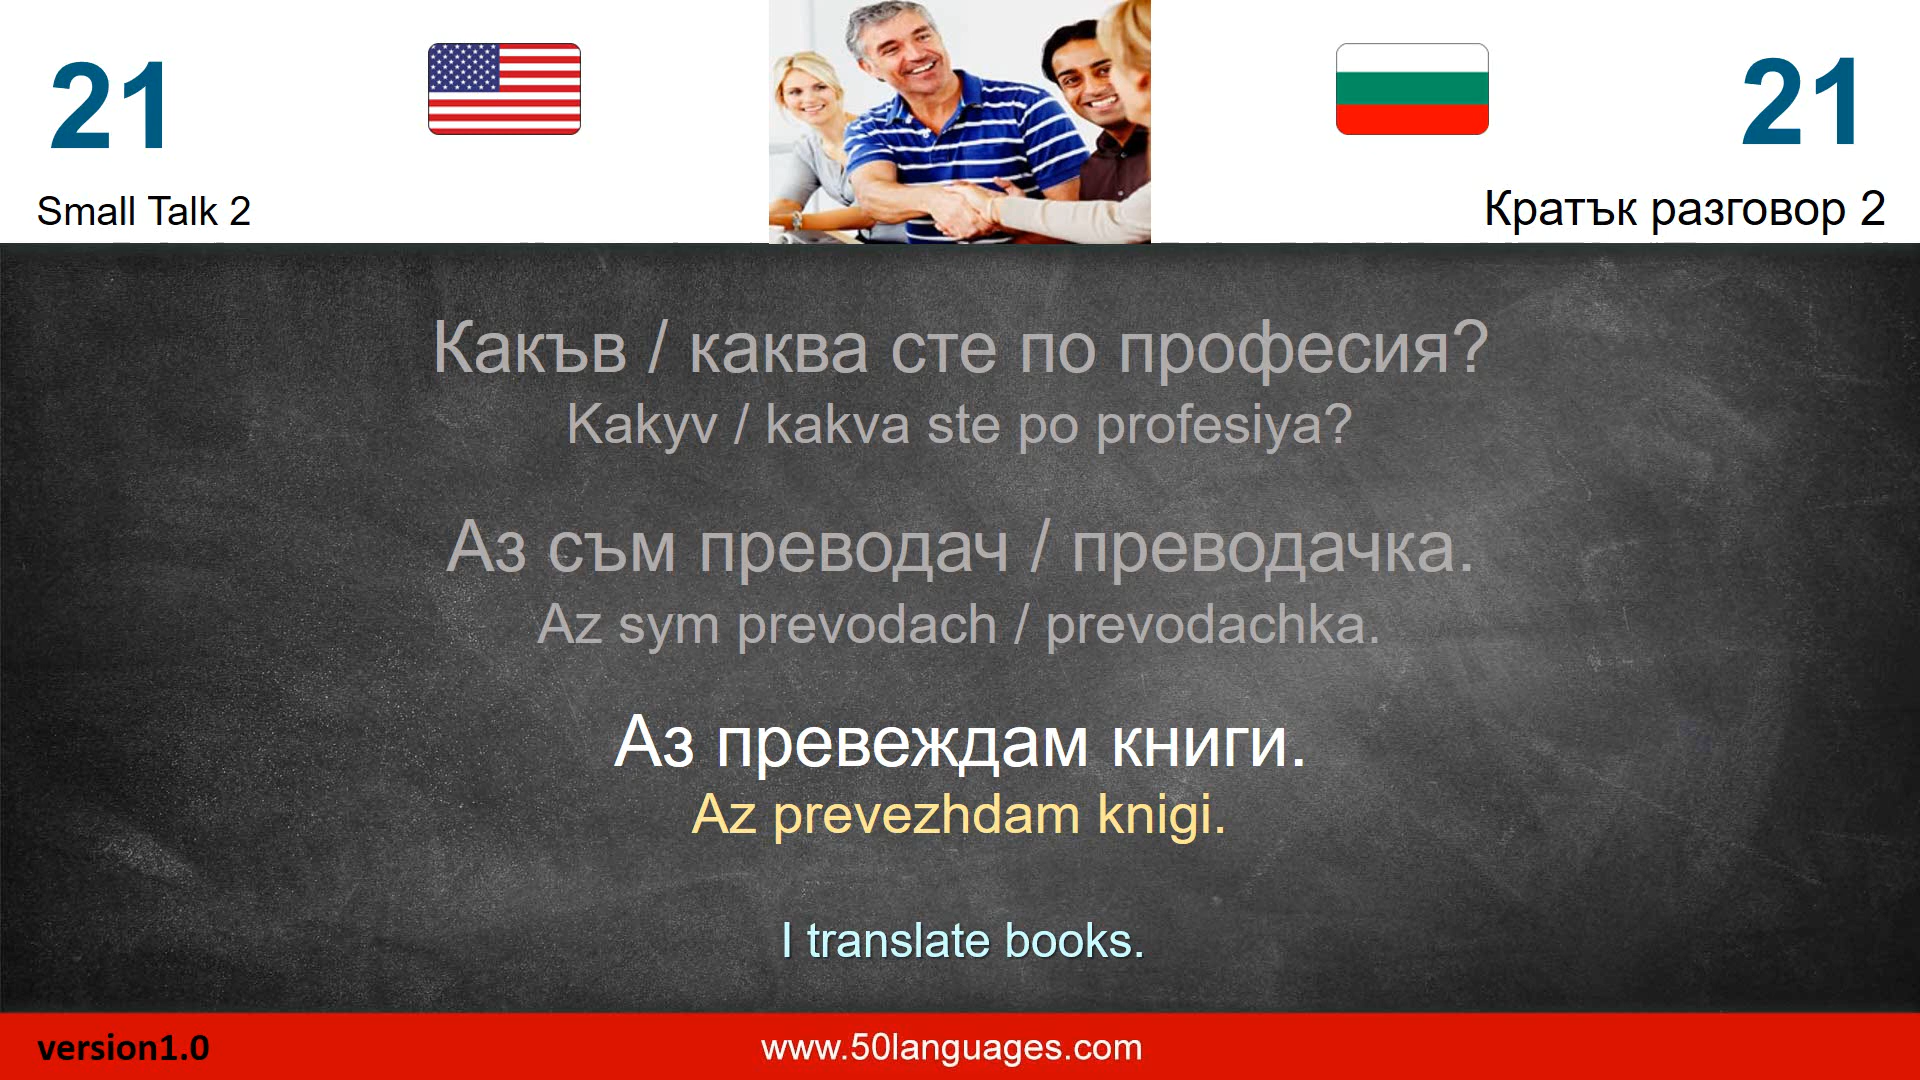 21
21
Small Talk 2
Кратък разговор 2
Какъв / каква сте по професия?
Kakyv / kakva ste po profesiya?
Аз съм преводач / преводачка.
Az sym prevodach / prevodachka.
Аз превеждам книги.
Az prevezhdam knigi.
I translate books.
version1.0
www.50languages.com